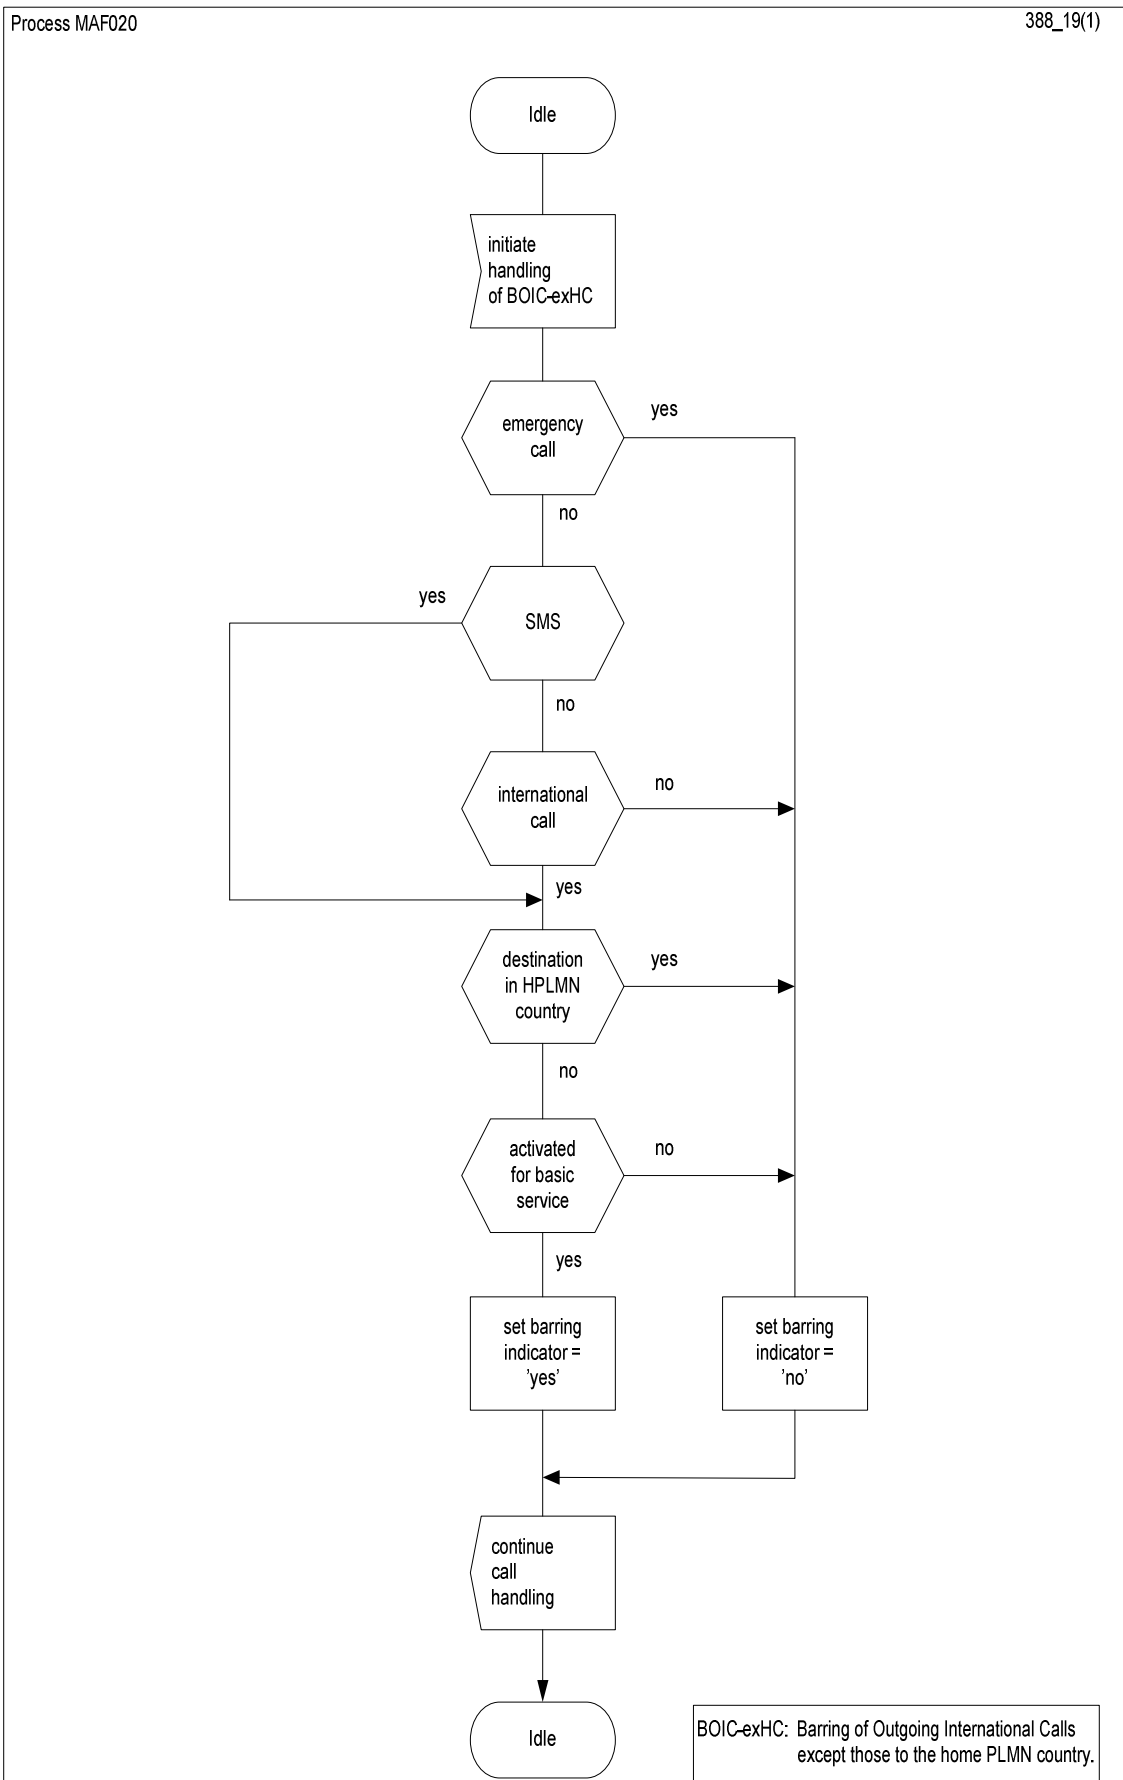 Process MAF020
388_19(1)
Idle
initiate
handling
of BOIC-exHC
emergency
call
yes
no
SMS
yes
no
international
call
no
yes
destination
in HPLMN
country
yes
no
activated
for basic
service
no
yes
set barring
indicator =
'yes'
set barring
indicator =
'no'
continue
call
handling
Idle
BOIC-exHC: Barring of Outgoing International Calls
except those to the home PLMN country.